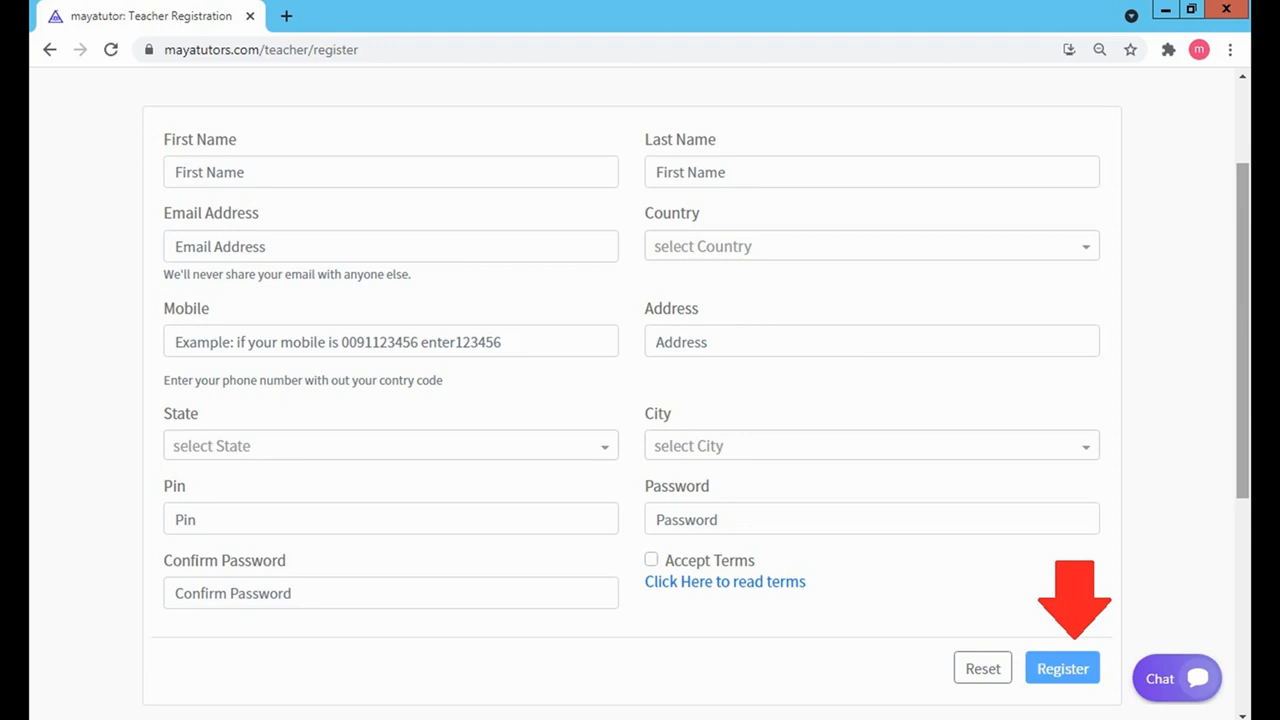 mayatutor: Teacher Registration
mayatutors.com/teacher/register
m
First Name
Last Name
First Name
First Name
Email Address
Country
Email Address
select Country
We'll never share your email with anyone else.
Mobile
Address
Example: if your mobile is 0091123456 enter123456
Address
Enter your phone number with out your contry code
State
City
select State
select City
Pin
Password
Pin
Password
Confirm Password
Accept Terms
Click Here to read terms
Confirm Password
Reset
Register
Chat